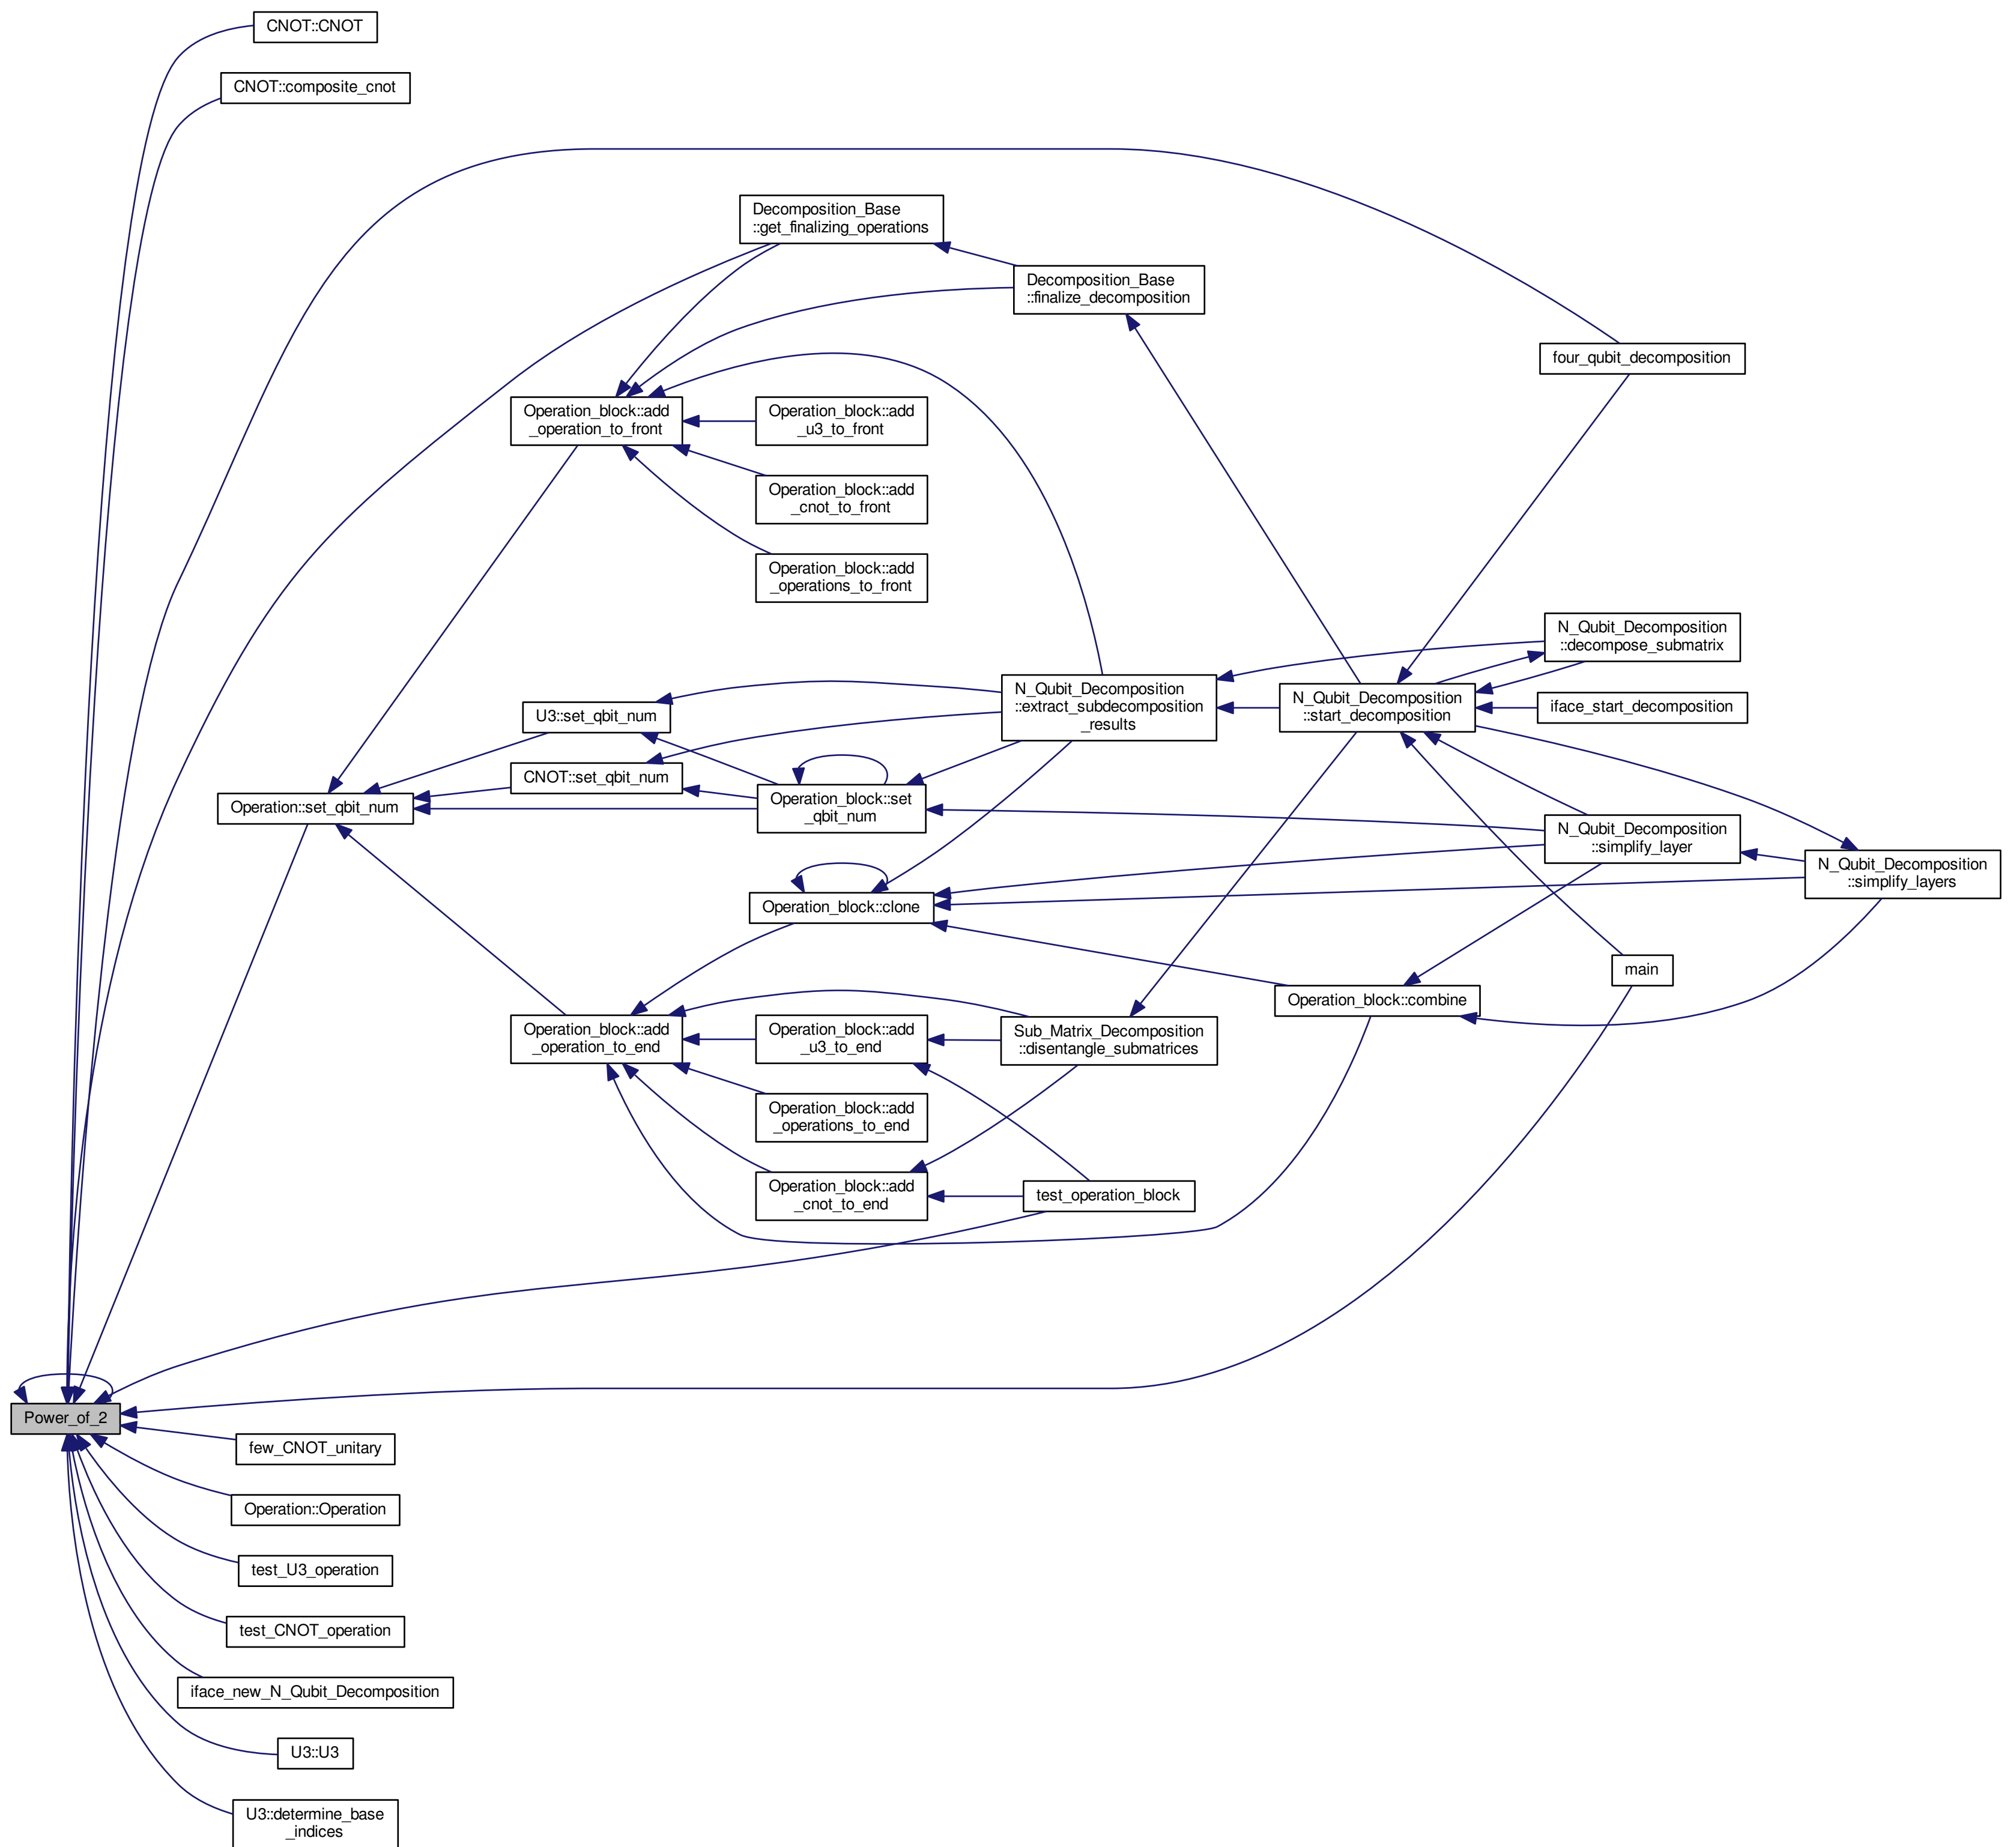 CNOT::CNOT
CNOT::composite_cnot
Decomposition_Base
::get_finalizing_operations
Decomposition_Base
::finalize_decomposition
four_qubit_decomposition
Operation_block::add
_operation_to_front
Operation_block::add
_u3_to_front
Operation_block::add
_cnot_to_front
Operation_block::add
_operations_to_front
N_Qubit_Decomposition
::decompose_submatrix
N_Qubit_Decomposition
::extract_subdecomposition
_results
N_Qubit_Decomposition
::start_decomposition
iface_start_decomposition
U3::set_qbit_num
CNOT::set_qbit_num
Operation::set_qbit_num
Operation_block::set
_qbit_num
N_Qubit_Decomposition
::simplify_layer
N_Qubit_Decomposition
::simplify_layers
Operation_block::clone
main
Operation_block::combine
Operation_block::add
_operation_to_end
Operation_block::add
_u3_to_end
Sub_Matrix_Decomposition
::disentangle_submatrices
Operation_block::add
_operations_to_end
Operation_block::add
_cnot_to_end
test_operation_block
Power_of_2
few_CNOT_unitary
Operation::Operation
test_U3_operation
test_CNOT_operation
iface_new_N_Qubit_Decomposition
U3::U3
U3::determine_base
_indices